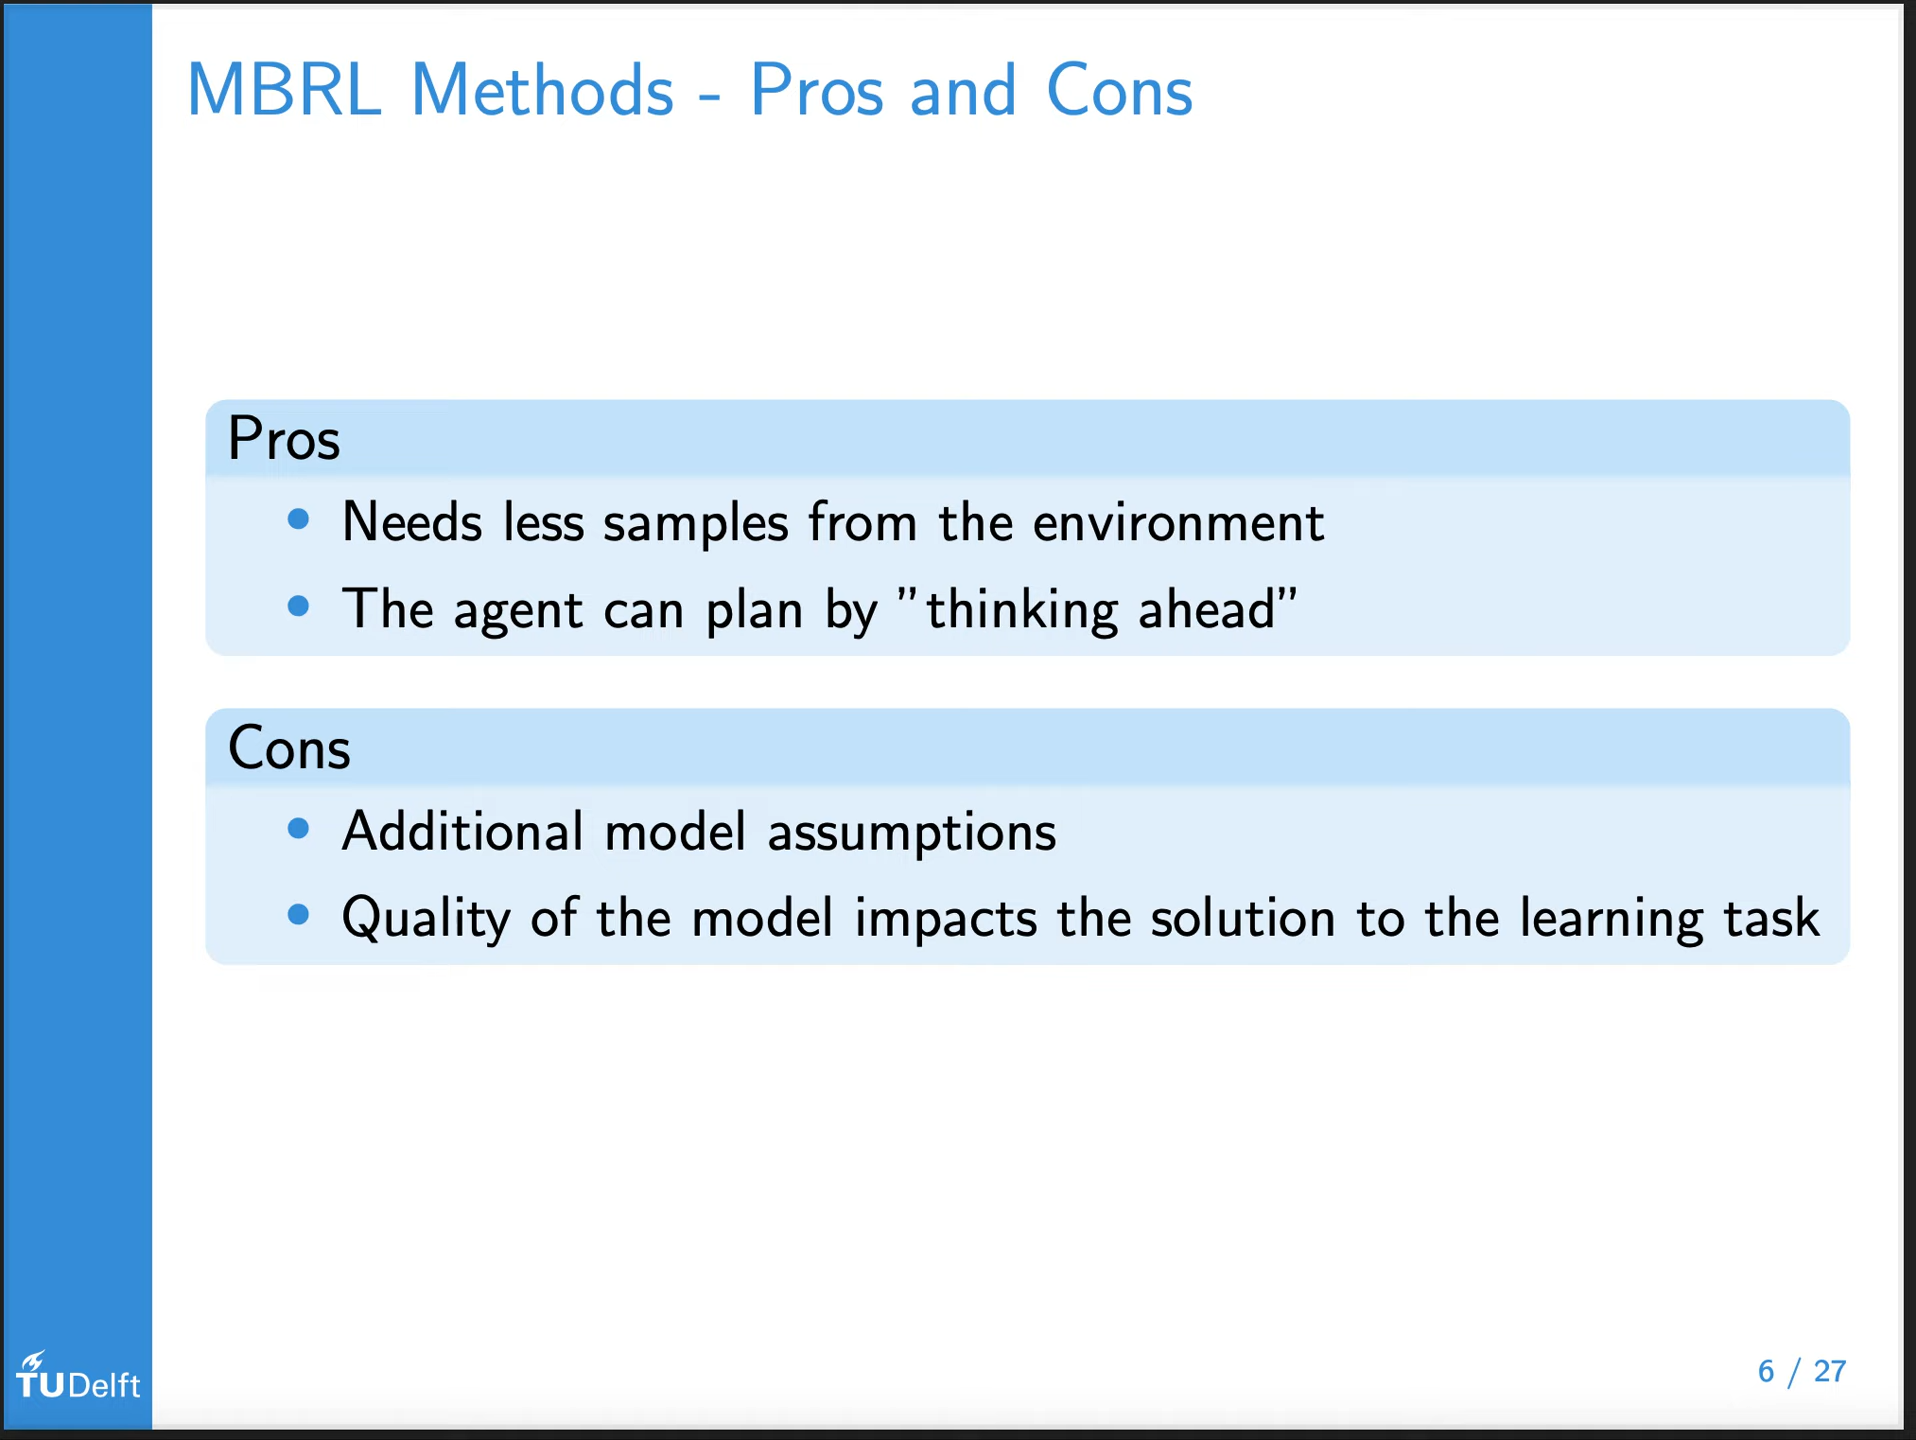 MBRL Methods - Pros and Cons
Pros
• Needs less samples from the environment
• The agent can plan by ”thinking ahead”
Cons
• Additional model assumptions
• Quality of the model impacts the solution to the learning task
TUDelft
6 / 27